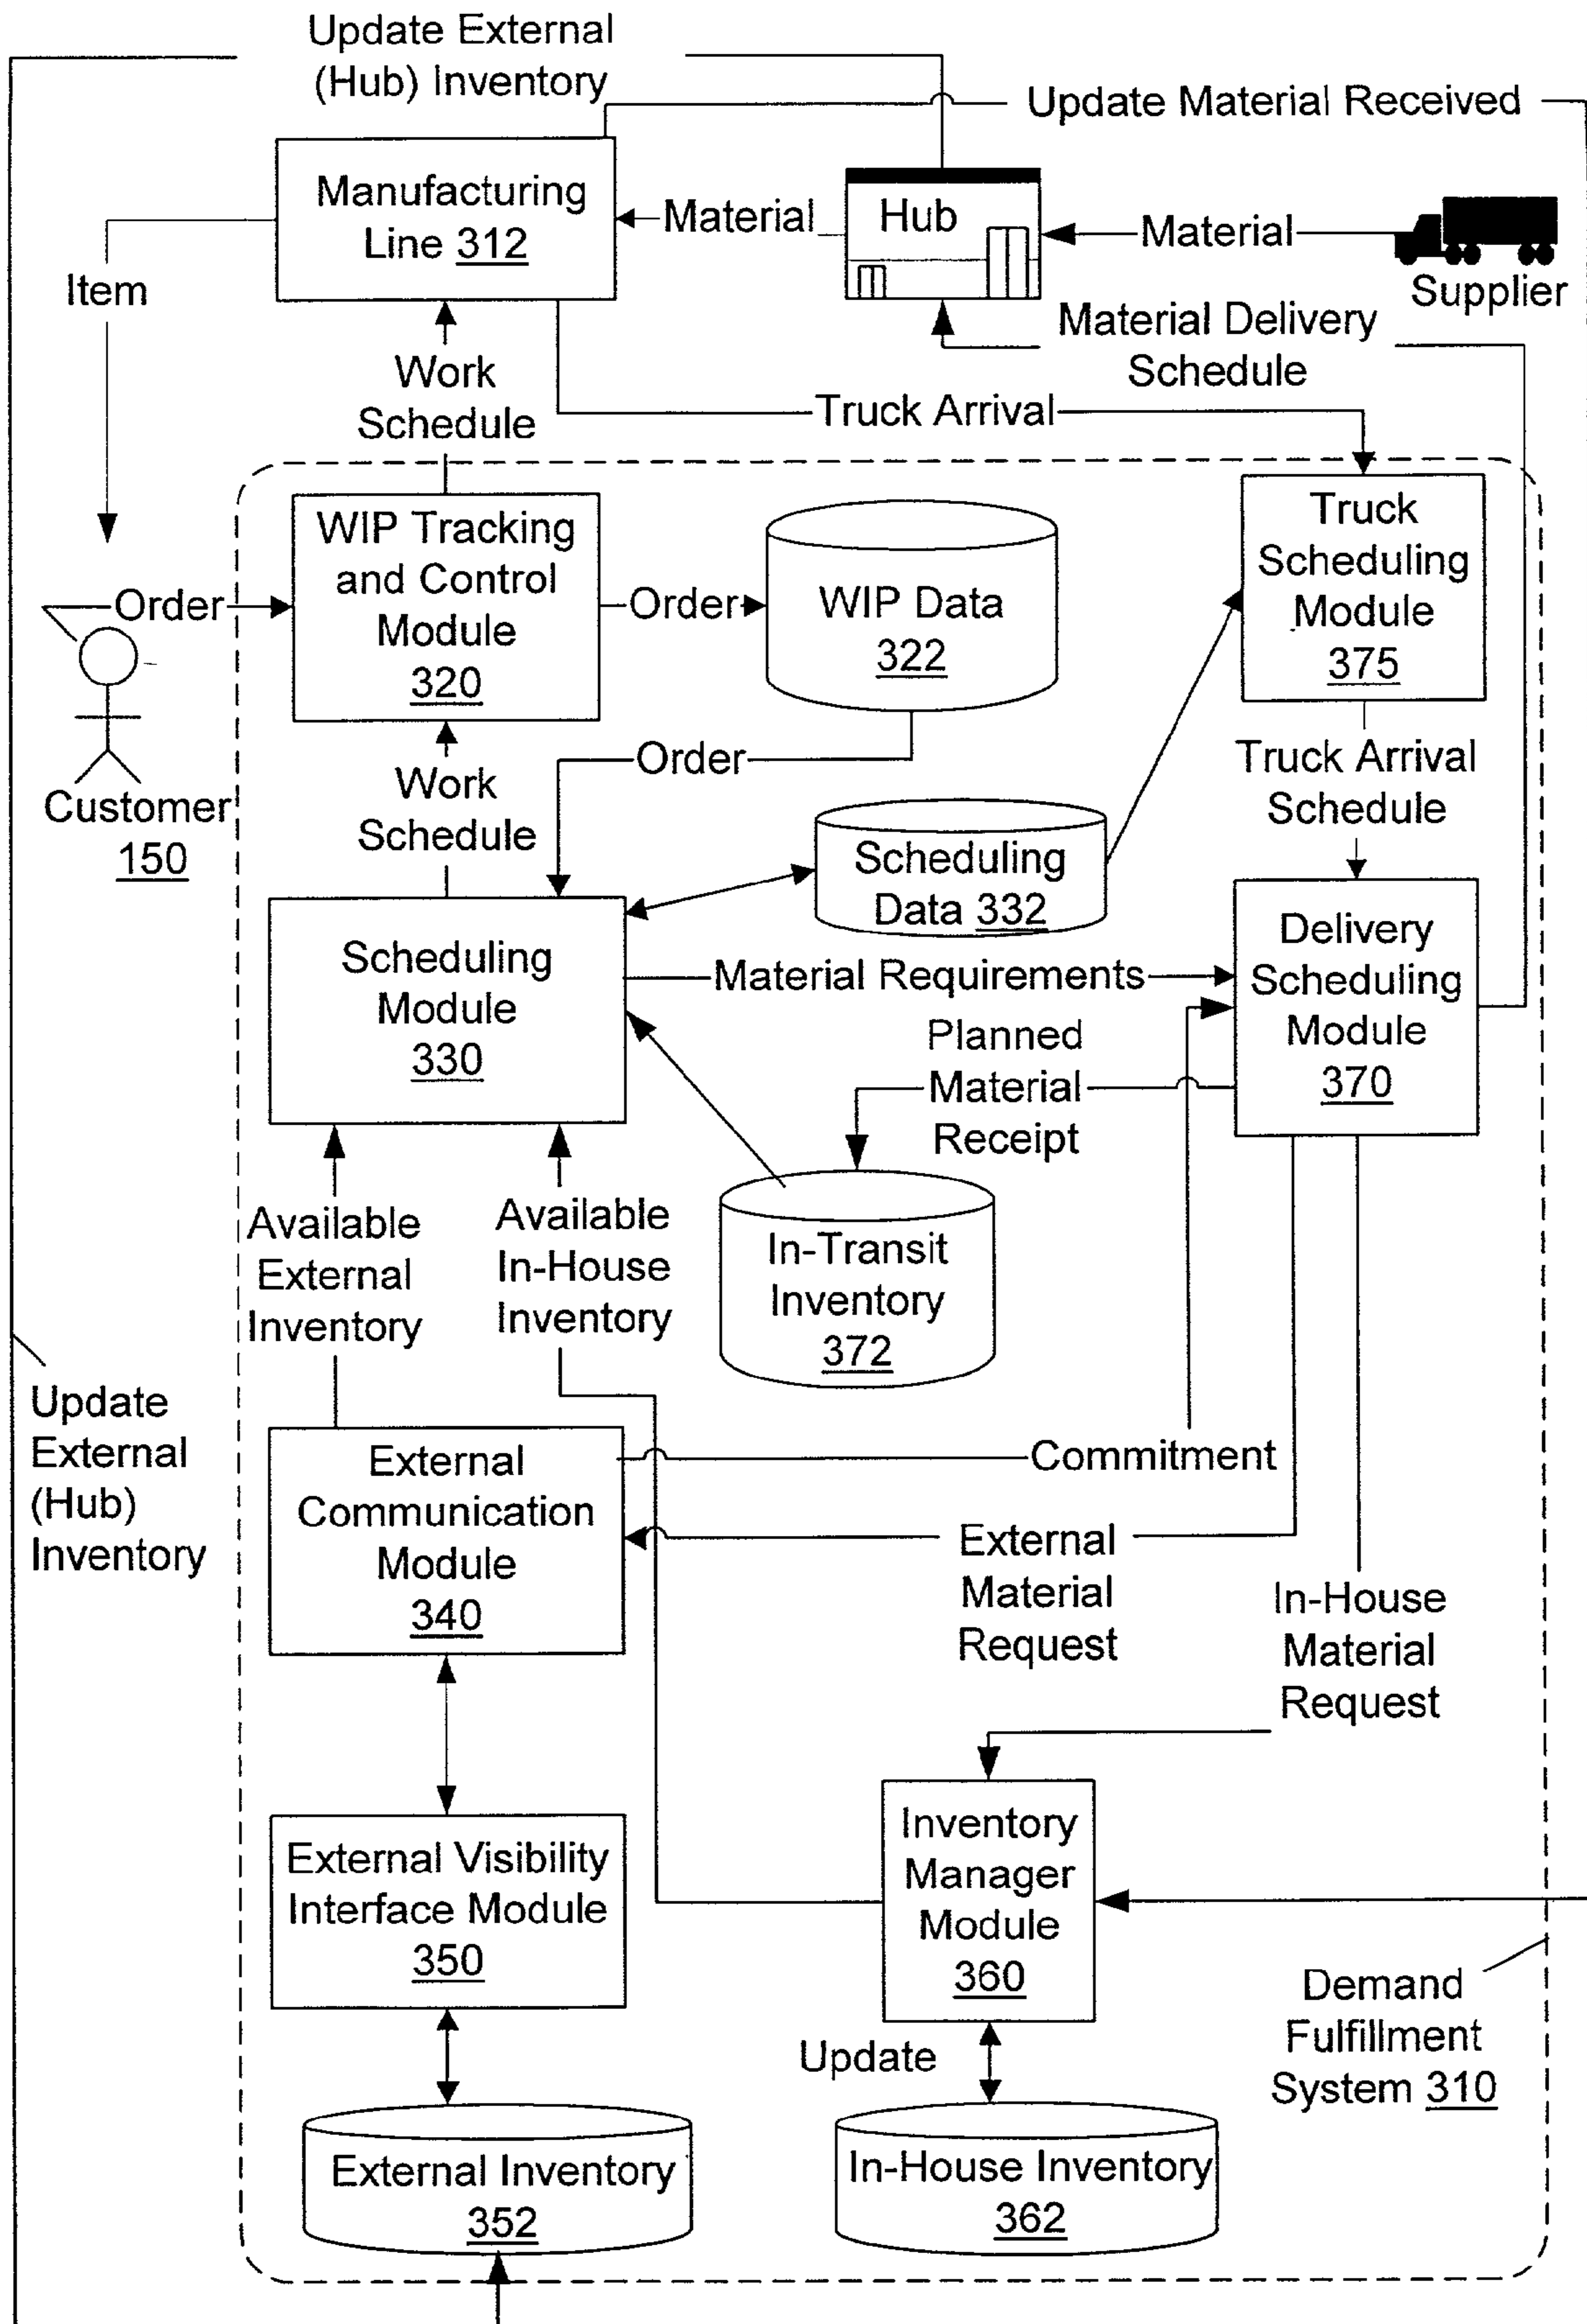 Update External
(Hub) Inventory
Update Material Received
Manufacturing
Line 312
Material
Hub
Material
Supplier
Item
Material Delivery
Schedule
Work
Schedule
Truck Arrival
WIP Tracking
and Control
Module
320
Order
Order
WIP Data
322
Truck
Scheduling
Module
375
Customer
150
Order
Work
Schedule
Truck Arrival
Schedule
Scheduling
Data 332
Scheduling
Module
330
Material Requirements
Delivery
Scheduling
Module
370
Planned
Material
Receipt
Available
External
Inventory
Available
In-House
Inventory
In-Transit
Inventory
372
Update
External
(Hub)
Inventory
External
Communication
Module
340
Commitment
External
Material
Request
In-House
Material
Request
External Visibility
Interface Module
350
Inventory
Manager
Module
360
Demand
Fulfillment
System 310
Update
External Inventory
352
In-House Inventory
362